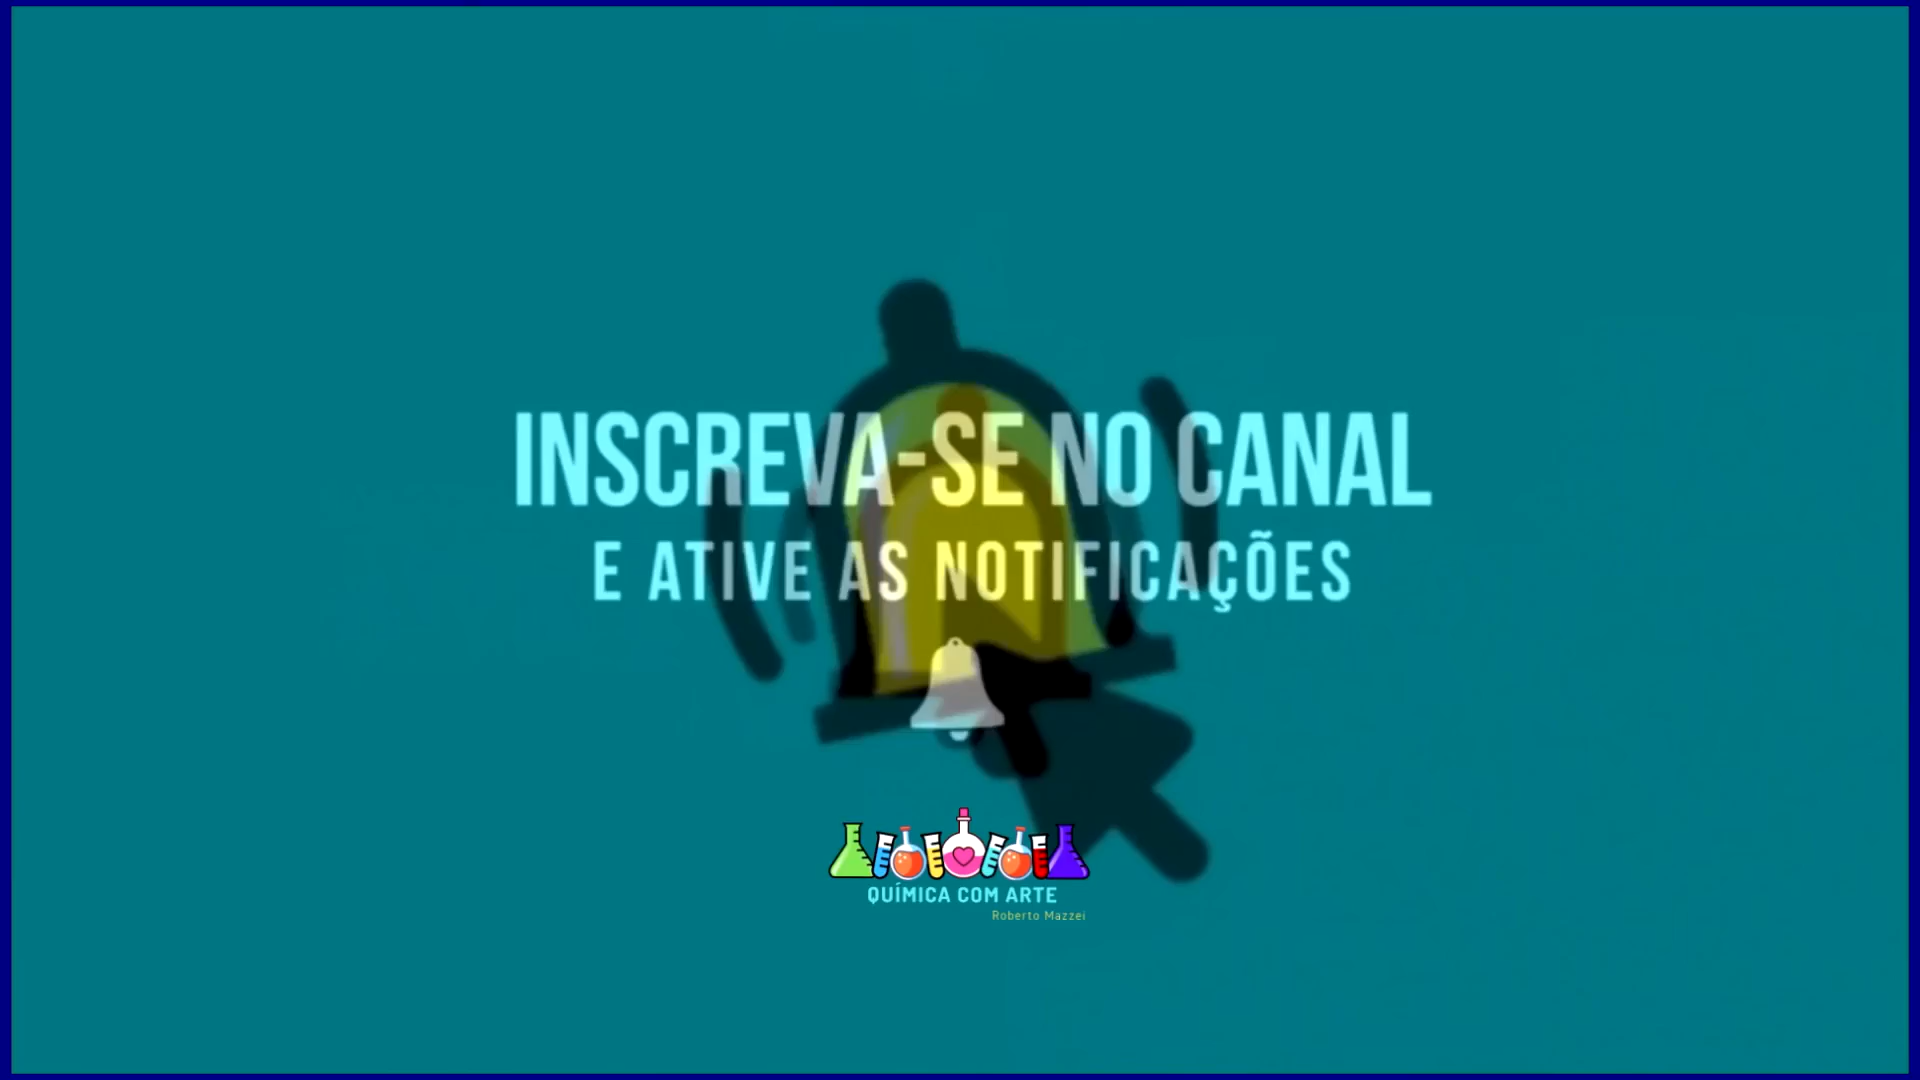 INSCREVA-SE NO CANAL
E ATIVE AS NOTIFICAÇÕES
QUÍMICA COM ARTE
Roberto Mazzei